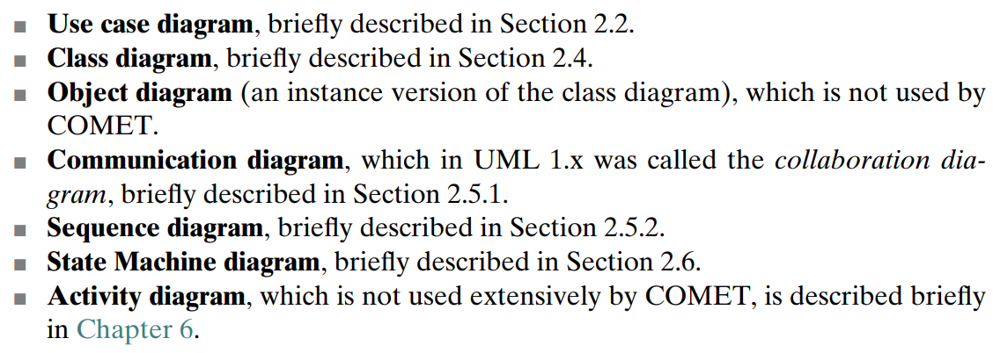 ■ Use case diagram, briefly described in Section 2.2.
■ Class diagram, briefly described in Section 2.4.
■ Object diagram (an instance version of the class diagram), which is not used by
COMET.
■ Communication diagram, which in UML 1.x was called the collaboration dia-
gram, briefly described in Section 2.5.1.
■ Sequence diagram, briefly described in Section 2.5.2.
■ State Machine diagram, briefly described in Section 2.6.
■ Activity diagram, which is not used extensively by COMET, is described briefly
in Chapter 6.